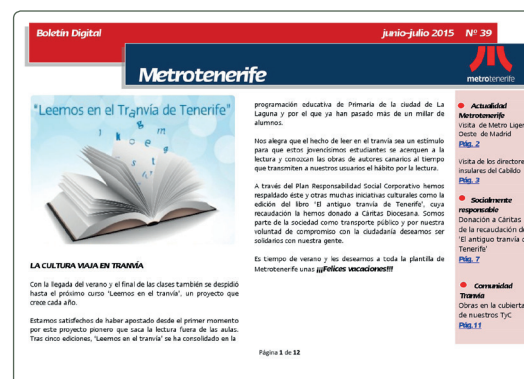 Boletín Digital
junio-julio 2015 Nº 39
Metrotenerife
metrotenerife
"Leemos en el Tranvía de Tenerife"
LA CULTURA VIAJA EN TRANVÍA
Con la llegada del verano y el final de las clases también se despidió
hasta el próximo curso 'Leemos en el tranvía', un proyecto que
crece cada año.
Estamos satisfechos de haber apostado desde el primer momento
por este proyecto pionero que saca la lectura fuera de las aulas.
Tras cinco ediciones, 'Leemos en el tranvía' se ha consolidado en la
programación educativa de Primaria de la ciudad de La
Laguna y por el que ya han pasado más de un millar de
alumnos.
Nos alegra que el hecho de leer en el tranvía sea un estímulo
para que estos jovencísimos estudiantes se acerquen a la
lectura y conozcan las obras de autores canarios al tiempo
que transmiten a nuestros usuarios el hábito por la lectura.
A través del Plan Responsabilidad Social Corporativo hemos
respaldado éste y otras muchas iniciativas culturales como la
edición del libro 'El antiguo tranvía de Tenerife', cuya
recaudación la hemos donado a Cáritas Diocesana. Somos
parte de la sociedad como transporte público y por nuestra
voluntad de compromiso con la ciudadanía deseamos ser
solidarios con nuestra gente.
Es tiempo de verano y les deseamos a toda la plantilla de
Metrotenerife unas ¡¡¡Felices vacaciones!!!
Actualidad
Metrotenerife
Visita de Metro Ligero
Oeste de Madrid
Pág. 2
Visita de los directores
insulares del Cabildo
Pág. 3
Socialmente
responsable
Donación a Cáritas
de la recaudación de
'El antiguo tranvía de
Tenerife'
Pág. 7
Comunidad
Tranvía
Obras en la cubierta
de nuestros TyC
Pág.11
Página 1 de 12